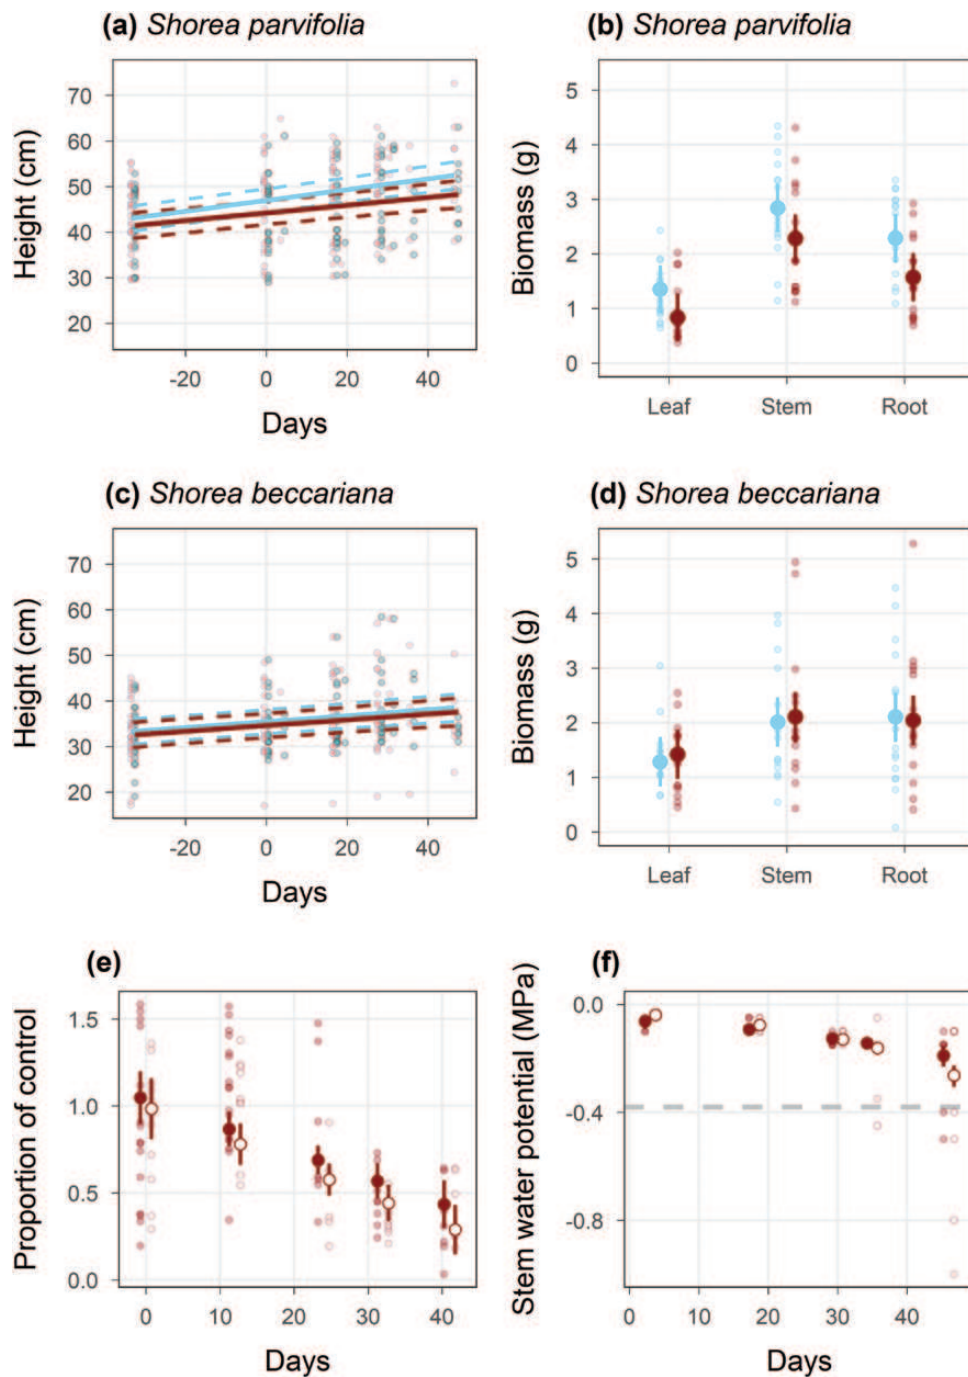 (a) Shorea parvifolia
(b) Shorea parvifolia
Height (cm)
70
60
50
40
30
20
-20
0
20
40
Days
Biomass (g)
5
4
3
2
1
0
Leaf
Stem
Root
(c) Shorea beccariana
(d) Shorea beccariana
Height (cm)
70
60
50
40
30
20
-20
0
20
40
Days
Biomass (g)
5
4
3
2
1
0
Leaf
Stem
Root
(e)
(f)
Proportion of control
1.5
1.0
0.5
0.0
0
10
20
30
40
Days
Stem water potential (MPa)
0.0
-0.4
-0.8
0
10
20
30
40
Days